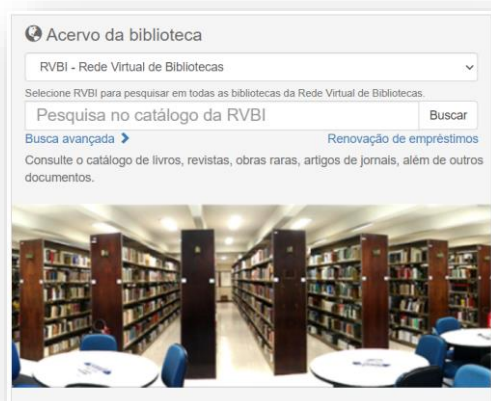 Acervo da biblioteca
RVBI - Rede Virtual de Bibliotecas
Selecione RVBI para pesquisar em todas as bibliotecas da Rede Virtual de Bibliotecas.
Pesquisa no catálogo da RVBI
Buscar
Busca avançada
Renovação de empréstimos
Consulte o catálogo de livros, revistas, obras raras, artigos de jornais, além de outros
documentos.